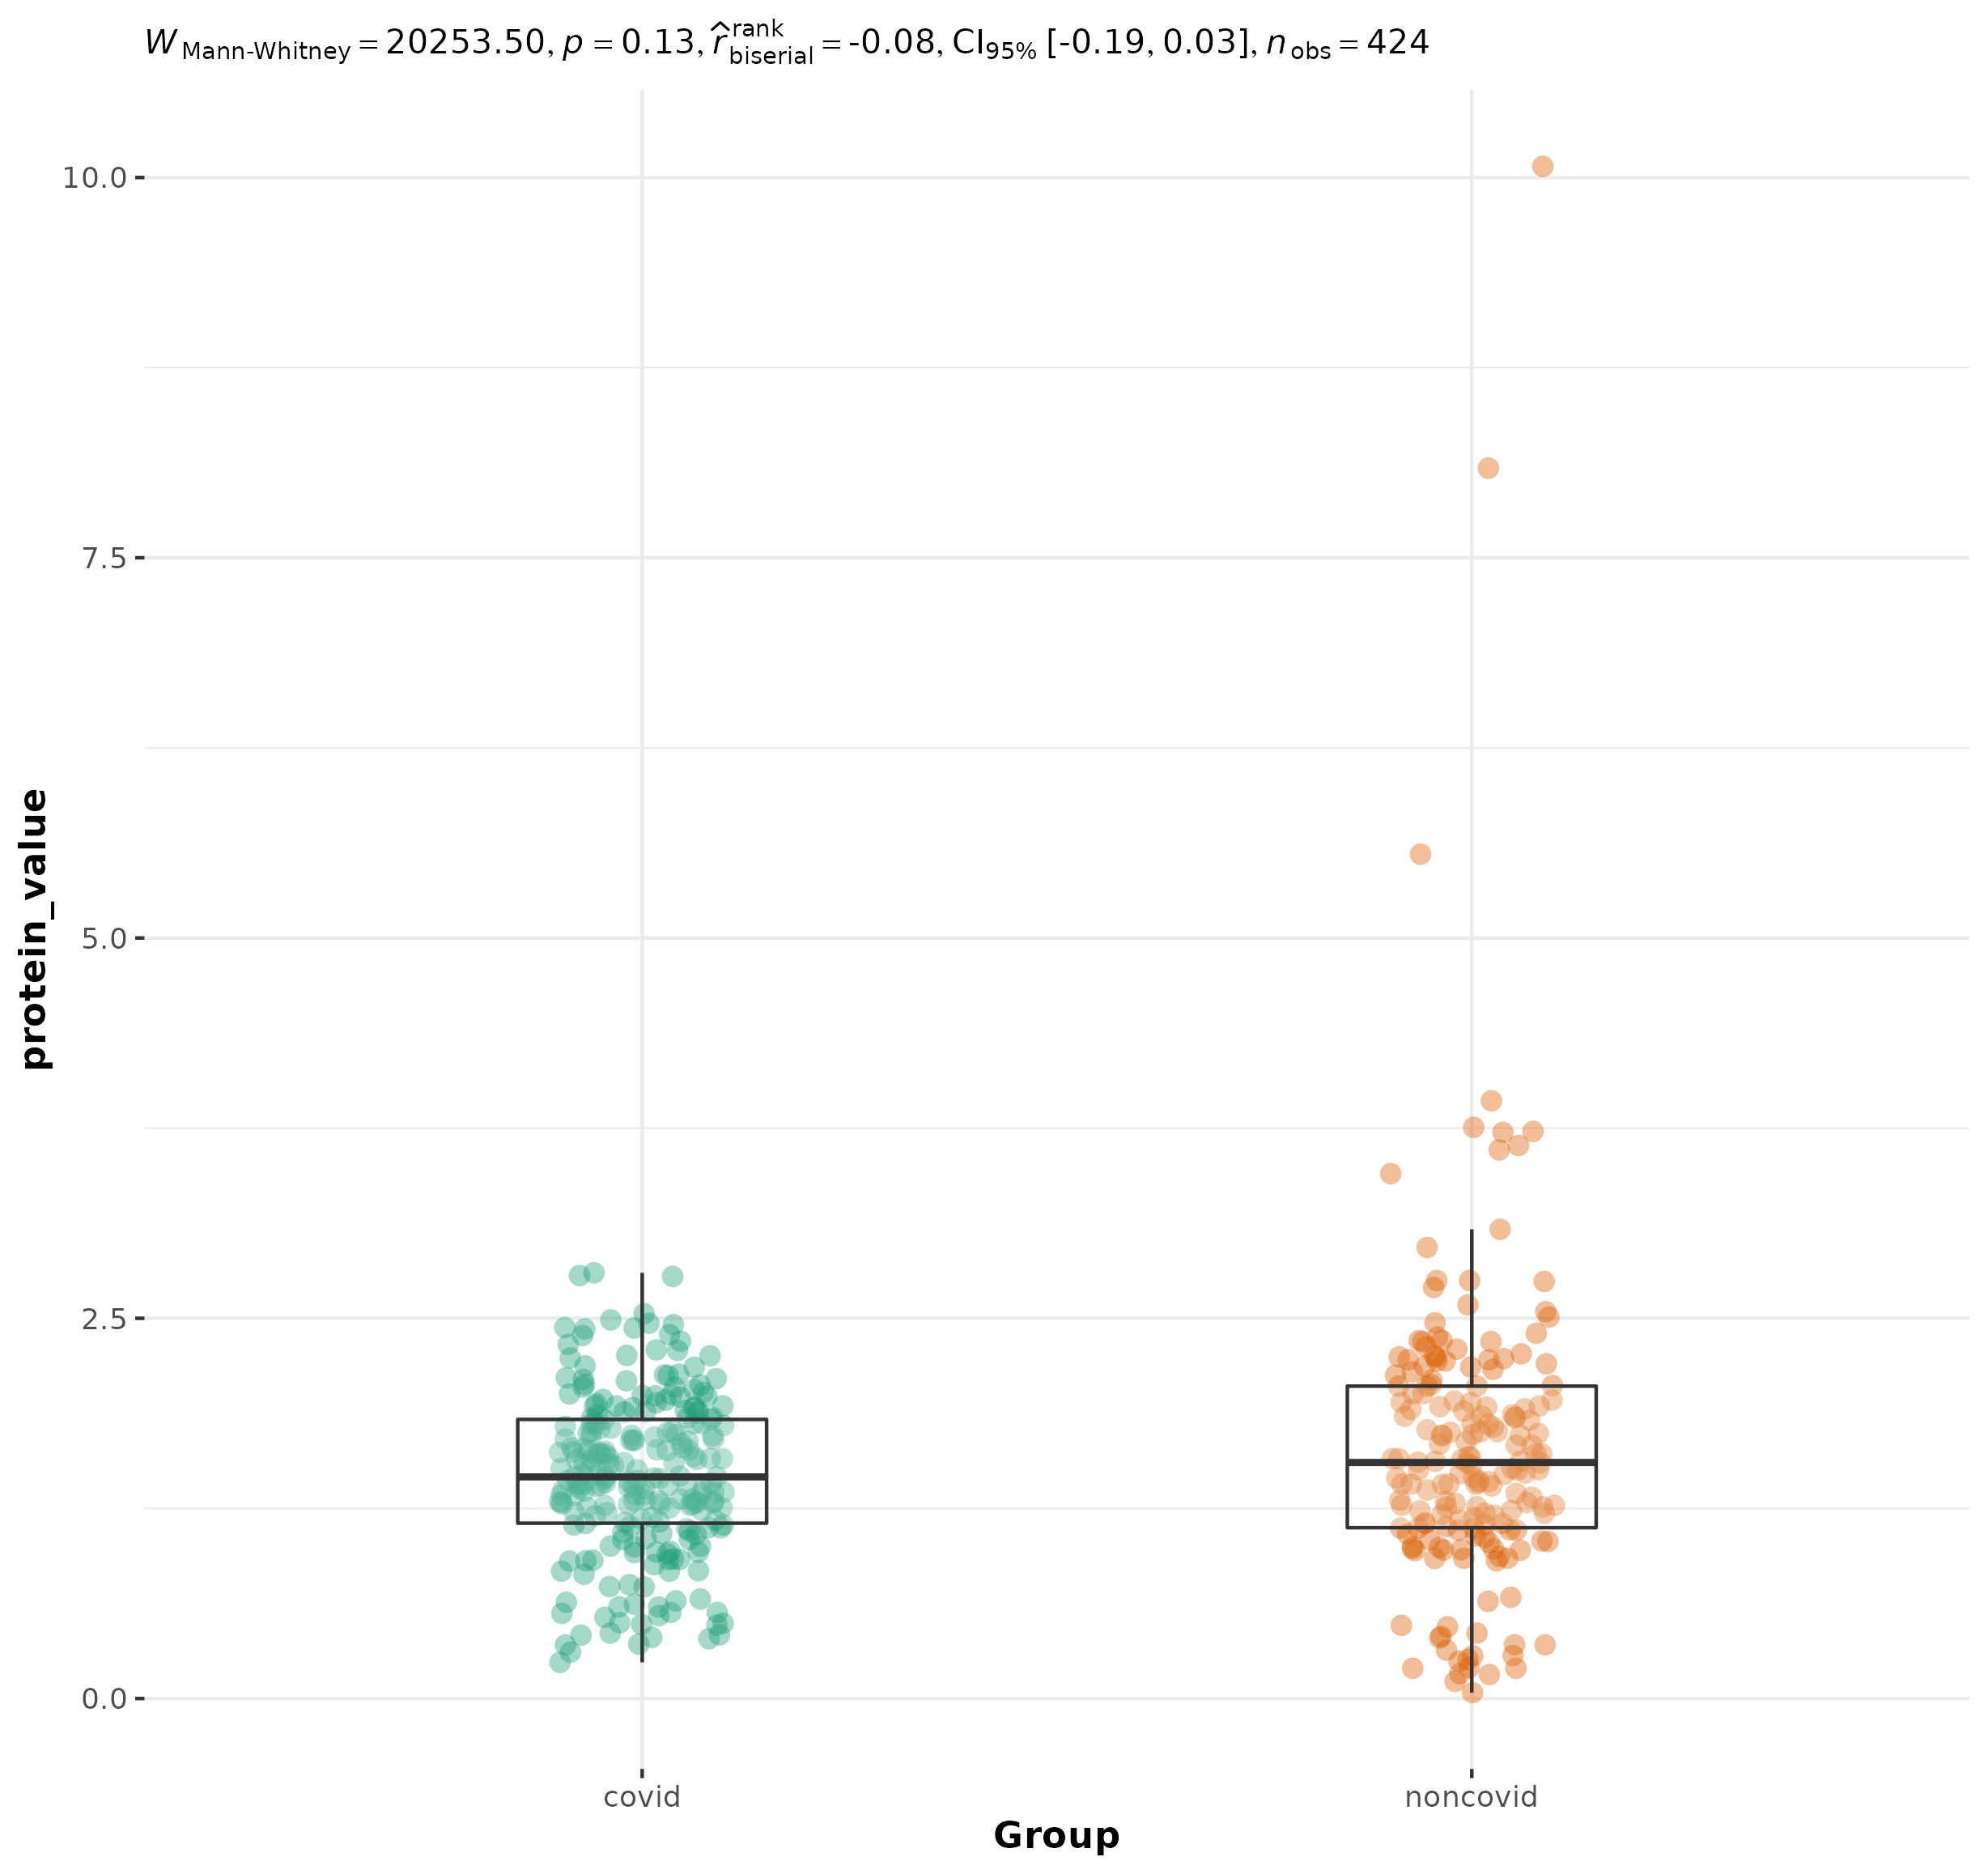 W Mann-Whitney = 20253.50, p = 0.13, r̂ rank biserial = -0.08, CI95% [-0.19, 0.03], n obs = 424
10.0
7.5
5.0
2.5
0.0
protein_value
covid noncovid
Group